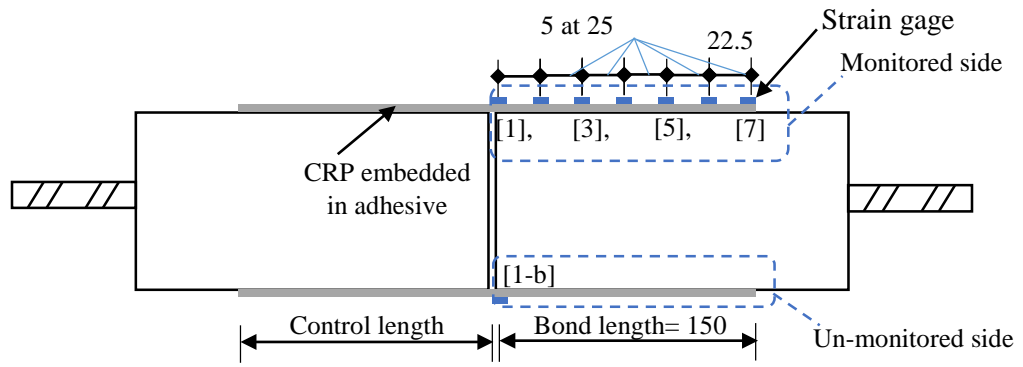 5 at 25
22.5
Strain gage
Monitored side
[1],
[3],
[5],
[7]
CRP embedded
in adhesive
[1-b]
Control length
Bond length= 150
Un-monitored side